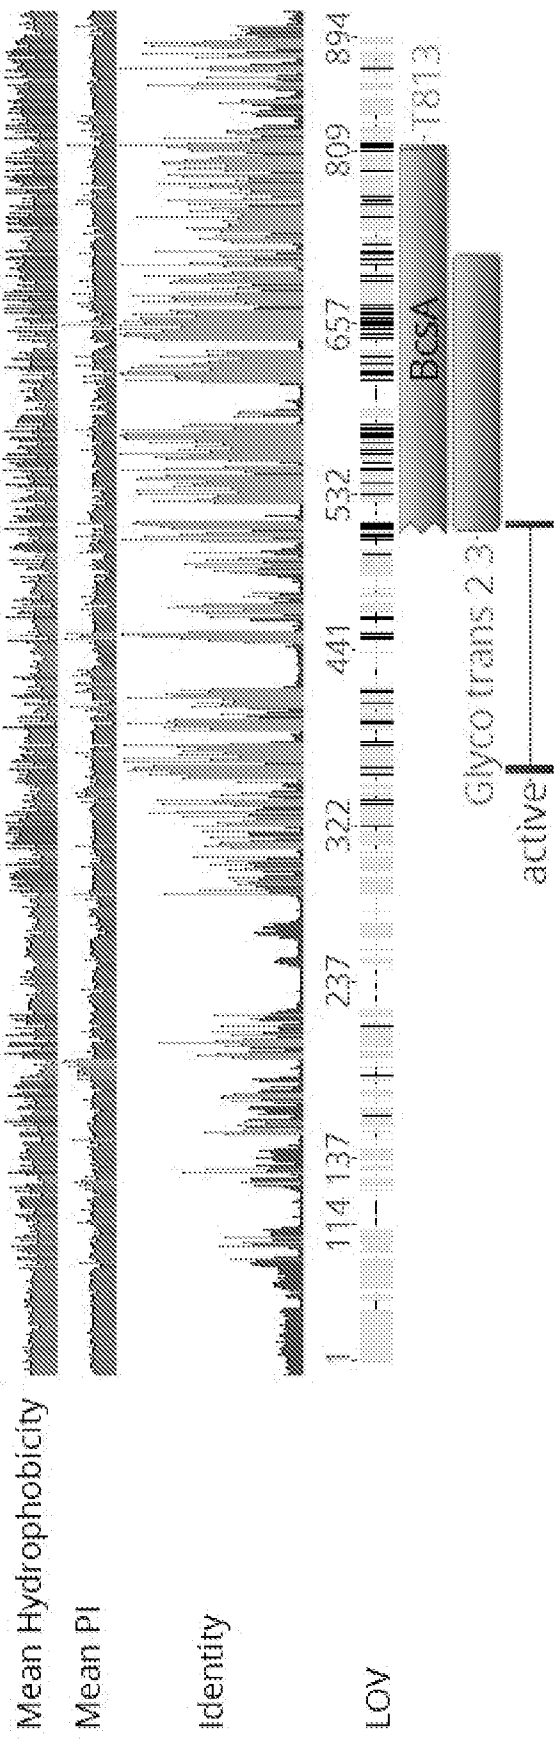 Mean Hydrophobicity
Mean PI
Identity
1 114 137 237 322 441 532 657 809 894
LOV
BcsA T813
Glyco trans 2.3
active